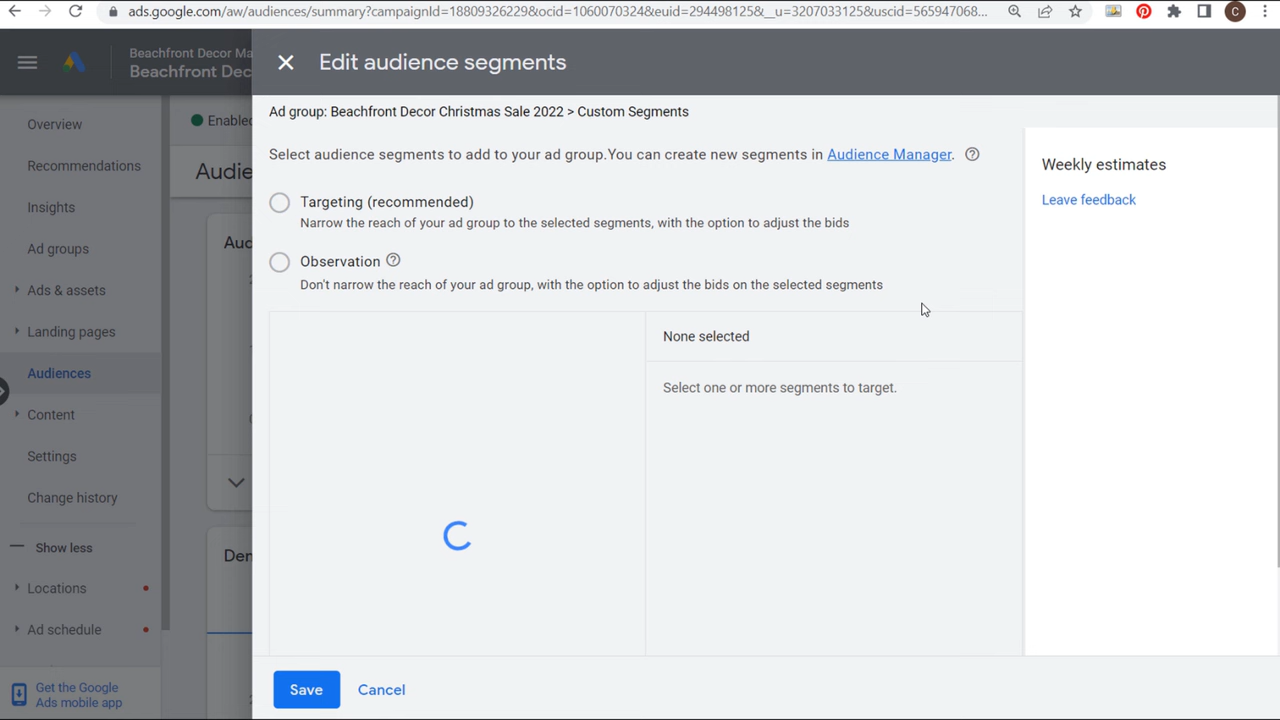 ads.google.com/aw/audiences/summary?campaignId=18809326229&ocid=1060070324&euid=294498125&__u=3207033125&uscid=565947068...
C
Beachfront Decor Ma
Beachfront Dec
Edit audience segments
Ad group: Beachfront Decor Christmas Sale 2022 > Custom Segments
Select audience segments to add to your ad group.You can create new segments in Audience Manager.
Targeting (recommended)
Narrow the reach of your ad group to the selected segments, with the option to adjust the bids
Observation
Don't narrow the reach of your ad group, with the option to adjust the bids on the selected segments
None selected
Select one or more segments to target.
Weekly estimates
Leave feedback
Overview
Recommendations
Insights
Ad groups
Ads & assets
Landing pages
Audiences
Content
Settings
Change history
Show less
Locations
Ad schedule
Get the Google
Ads mobile app
Enabled
Audie
Aud
Den
Save
Cancel